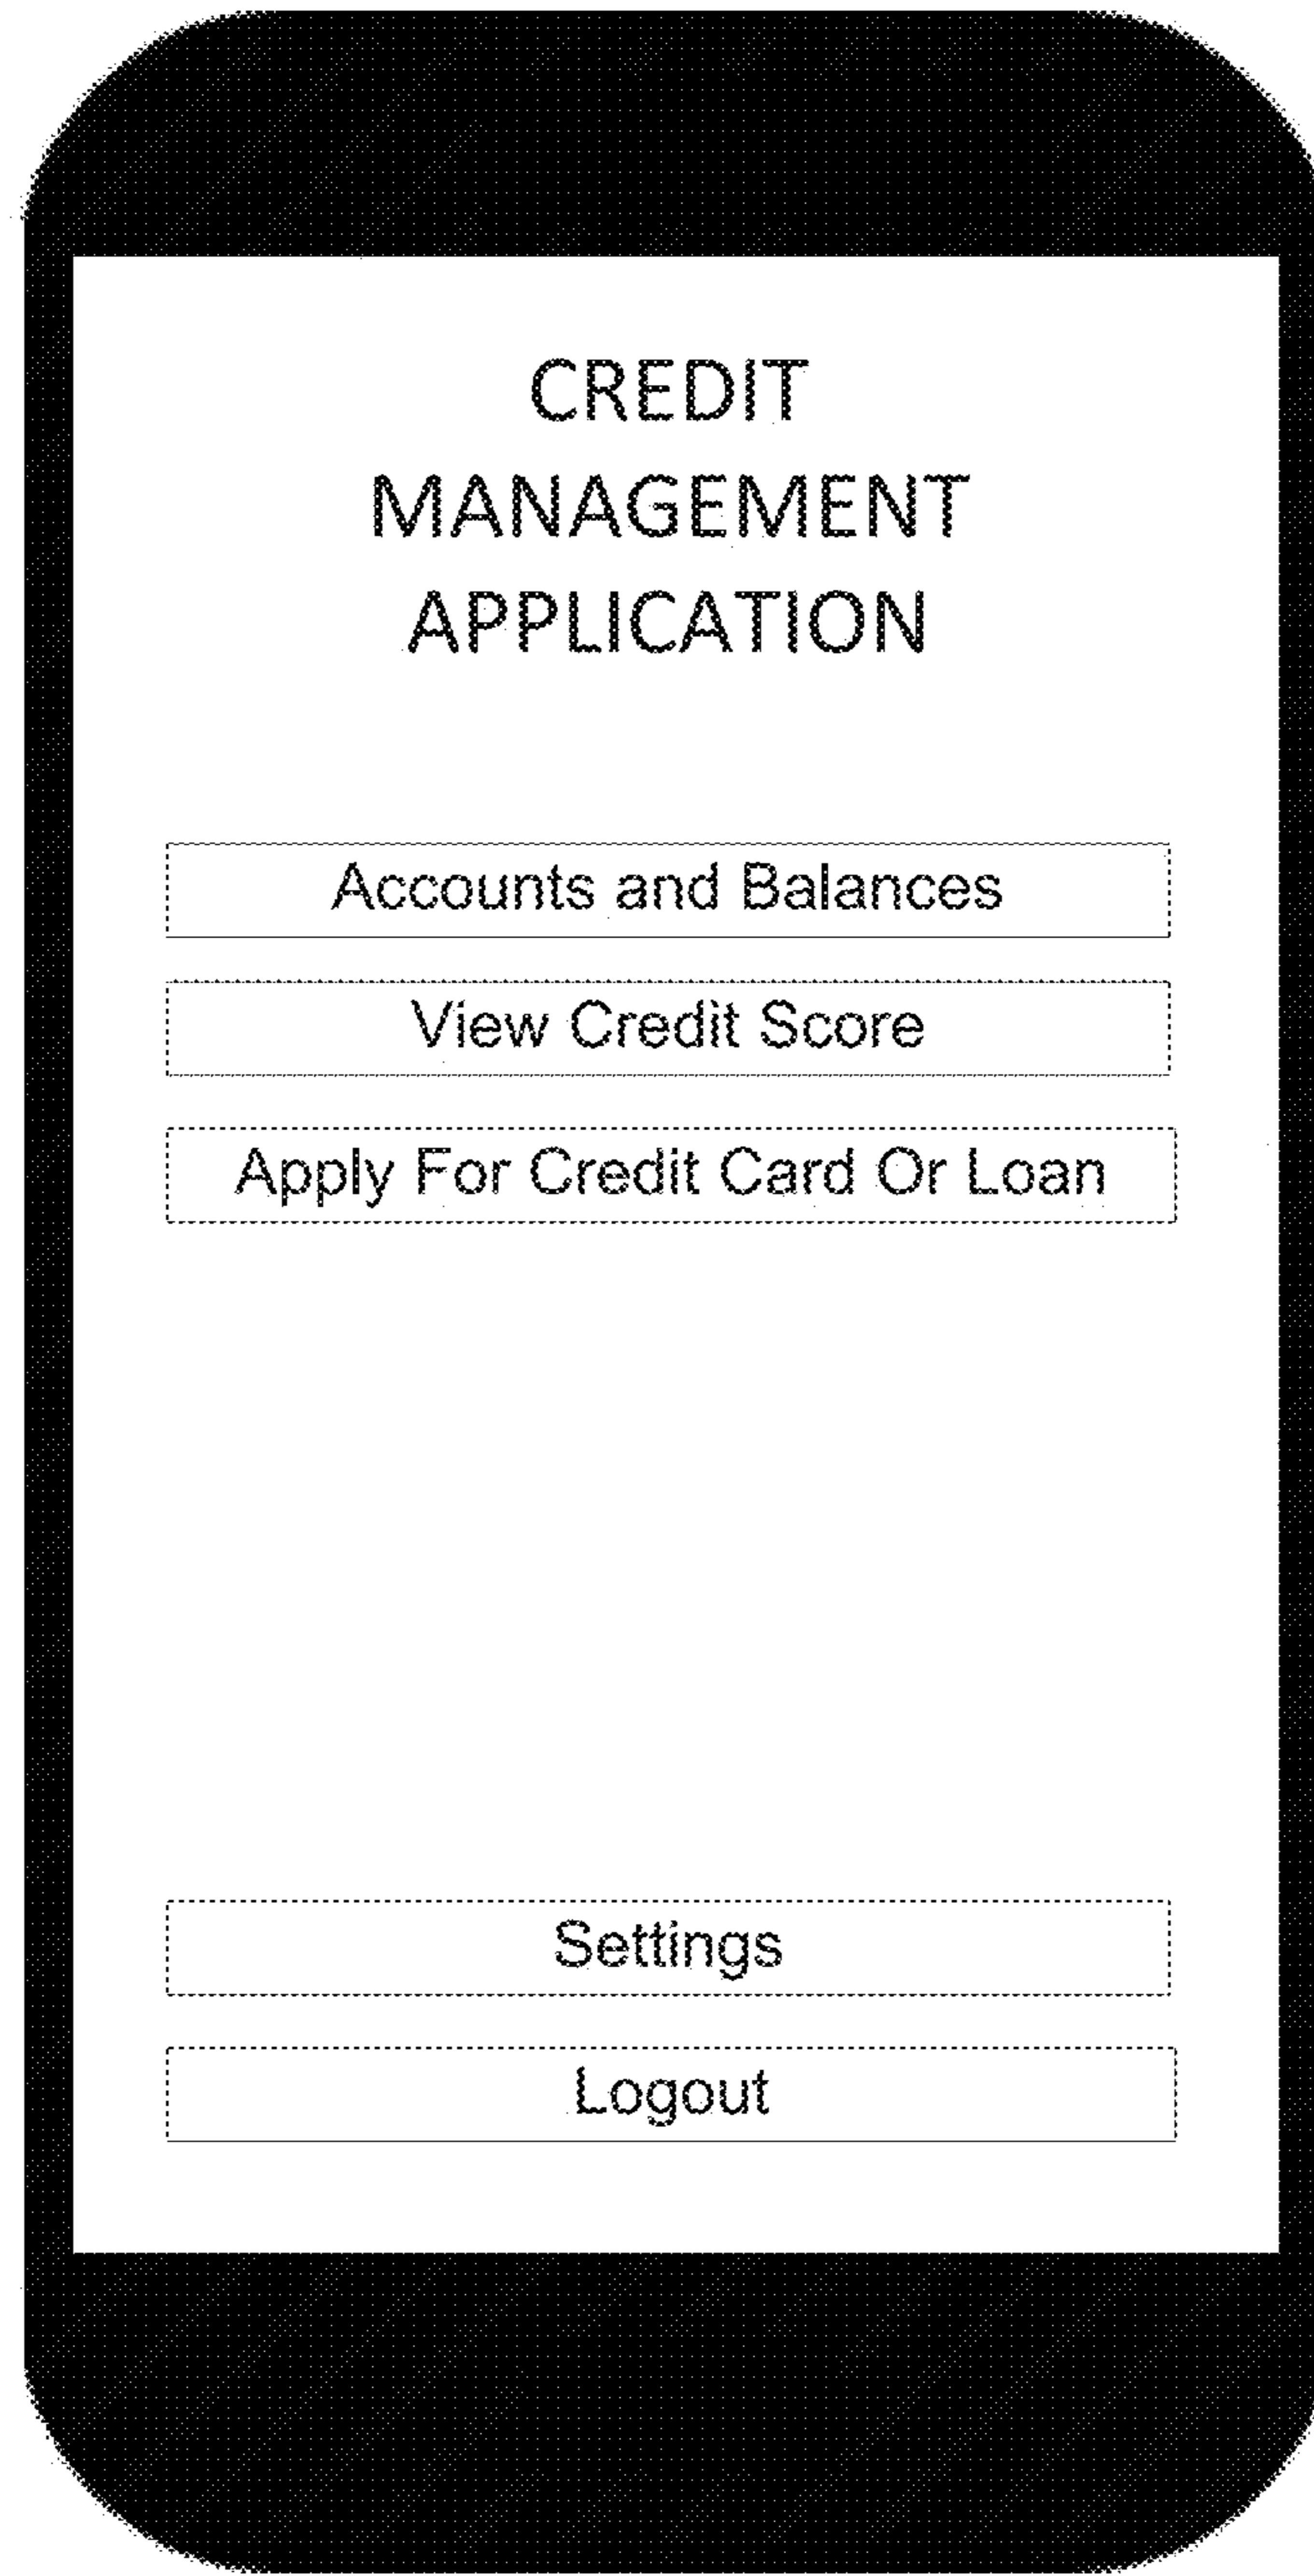 CREDIT
MANAGEMENT
APPLICATION
Accounts and Balances
View Credit Score
Apply For Credit Card Or Loan
Settings
Logout